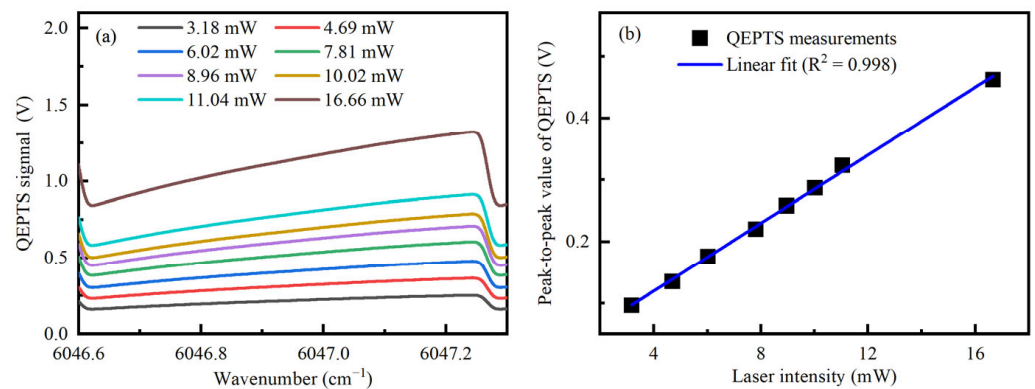 (a)
3.18 mW 4.69 mW
6.02 mW 7.81 mW
8.96 mW 10.02 mW
11.04 mW 16.66 mW
QEPTS signnal (V)
2.0
1.5
1.0
0.5
0.0
6046.6 6046.8 6047.0 6047.2
Wavenumber (cm⁻¹)
(b)
QEPTS measurements
Linear fit (R² = 0.998)
Peak-to-peak value of QEPTS (V)
0.4
0.2
4 8 12 16
Laser intensity (mW)